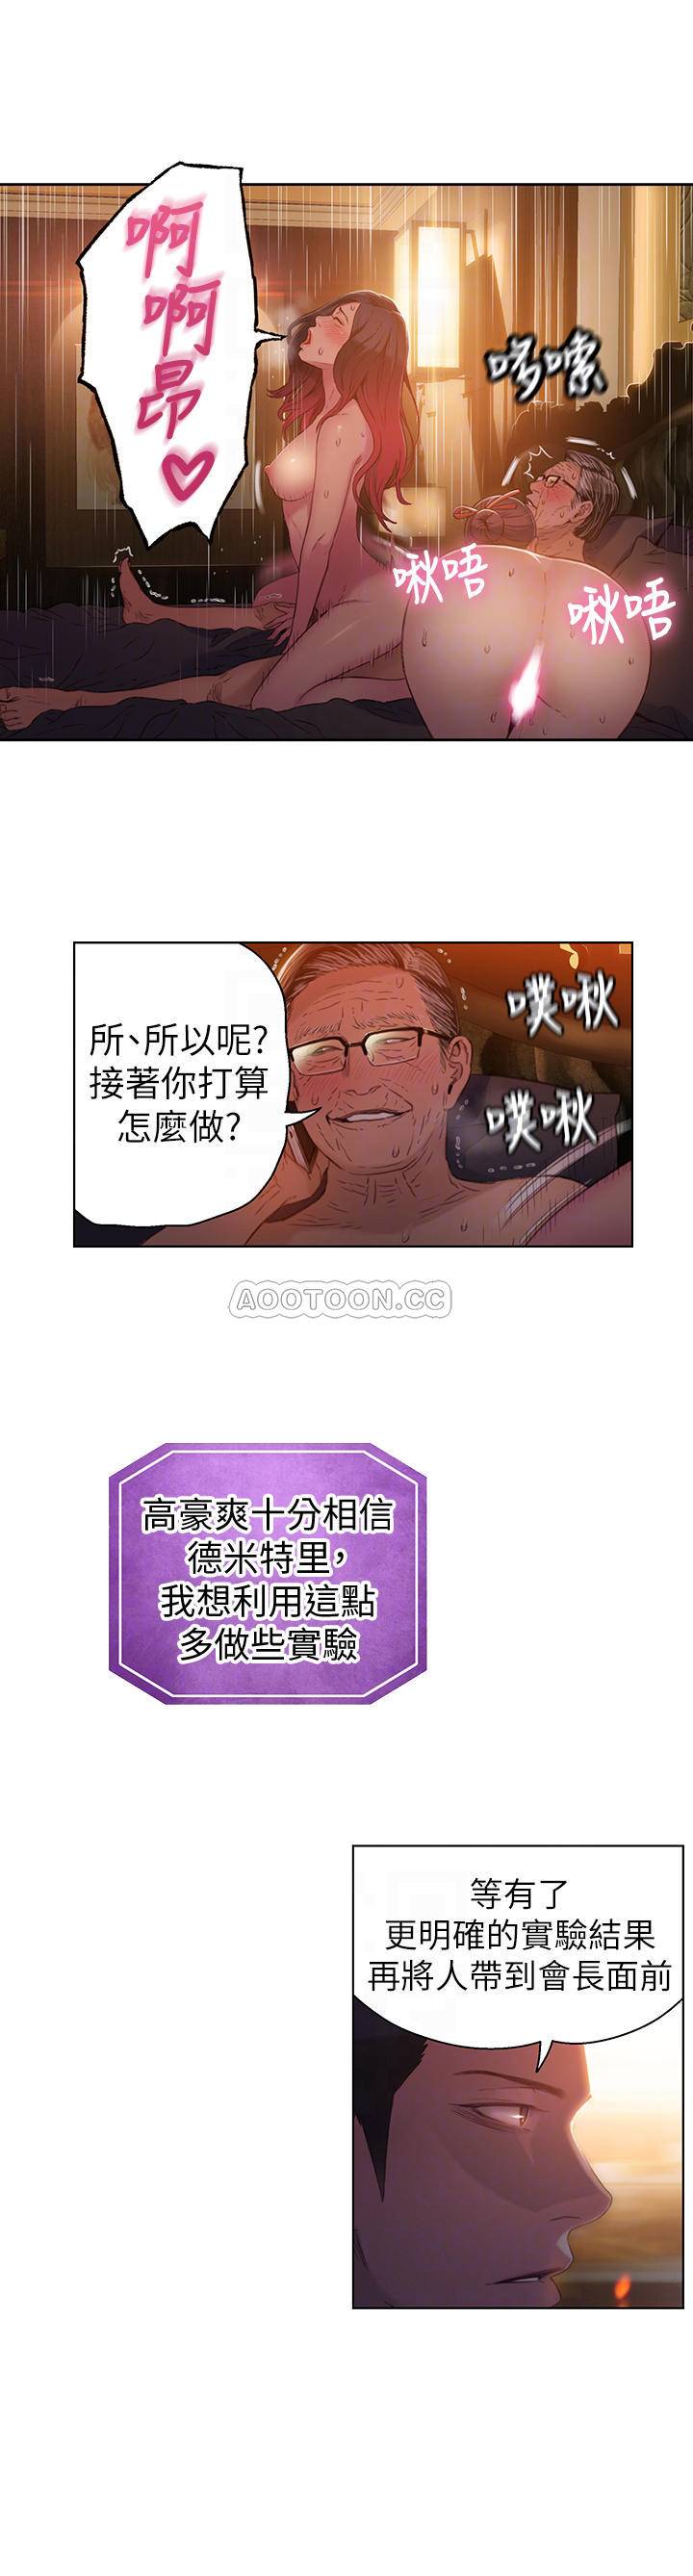 啊啊昂♡
哆嗦
啾唔
啾唔
所、所以呢?
接著你打算
怎麼做?
噗啾
噗啾
AOOTOON.CC
高豪爽十分相信
德米特里，
我想利用這點
多做些實驗
等有了
更明確的實驗結果
再將人帶到會長面前